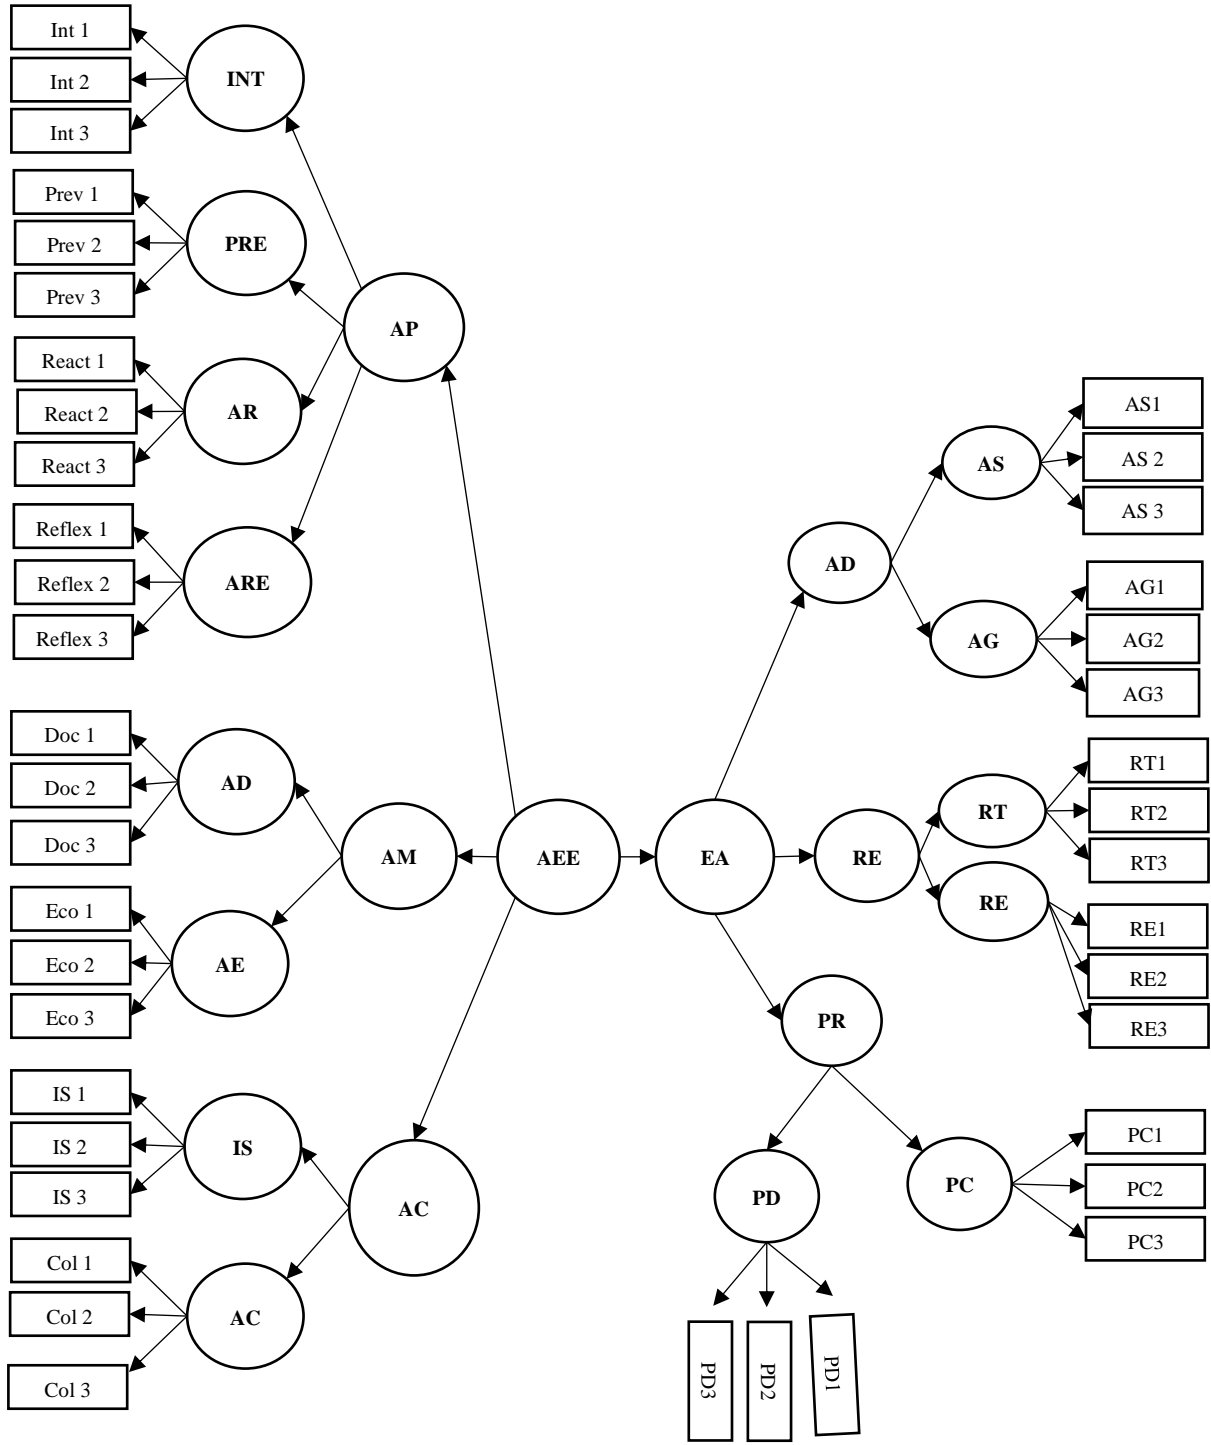 Int 1
Int 2
Int 3
INT
Prev 1
Prev 2
Prev 3
PRE
AP
React 1
React 2
React 3
AR
Reflex 1
Reflex 2
Reflex 3
ARE
Doc 1
Doc 2
Doc 3
AD
AM
Eco 1
Eco 2
Eco 3
AE
IS 1
IS 2
IS 3
IS
AC
Col 1
Col 2
Col 3
AC
AEE
EA
AD
AS
AS1
AS 2
AS 3
AG
AG1
AG2
AG3
RE
RT
RT1
RT2
RT3
RE
RE1
RE2
RE3
PR
PD
PC
PC1
PC2
PC3
PD3
PD2
PD1